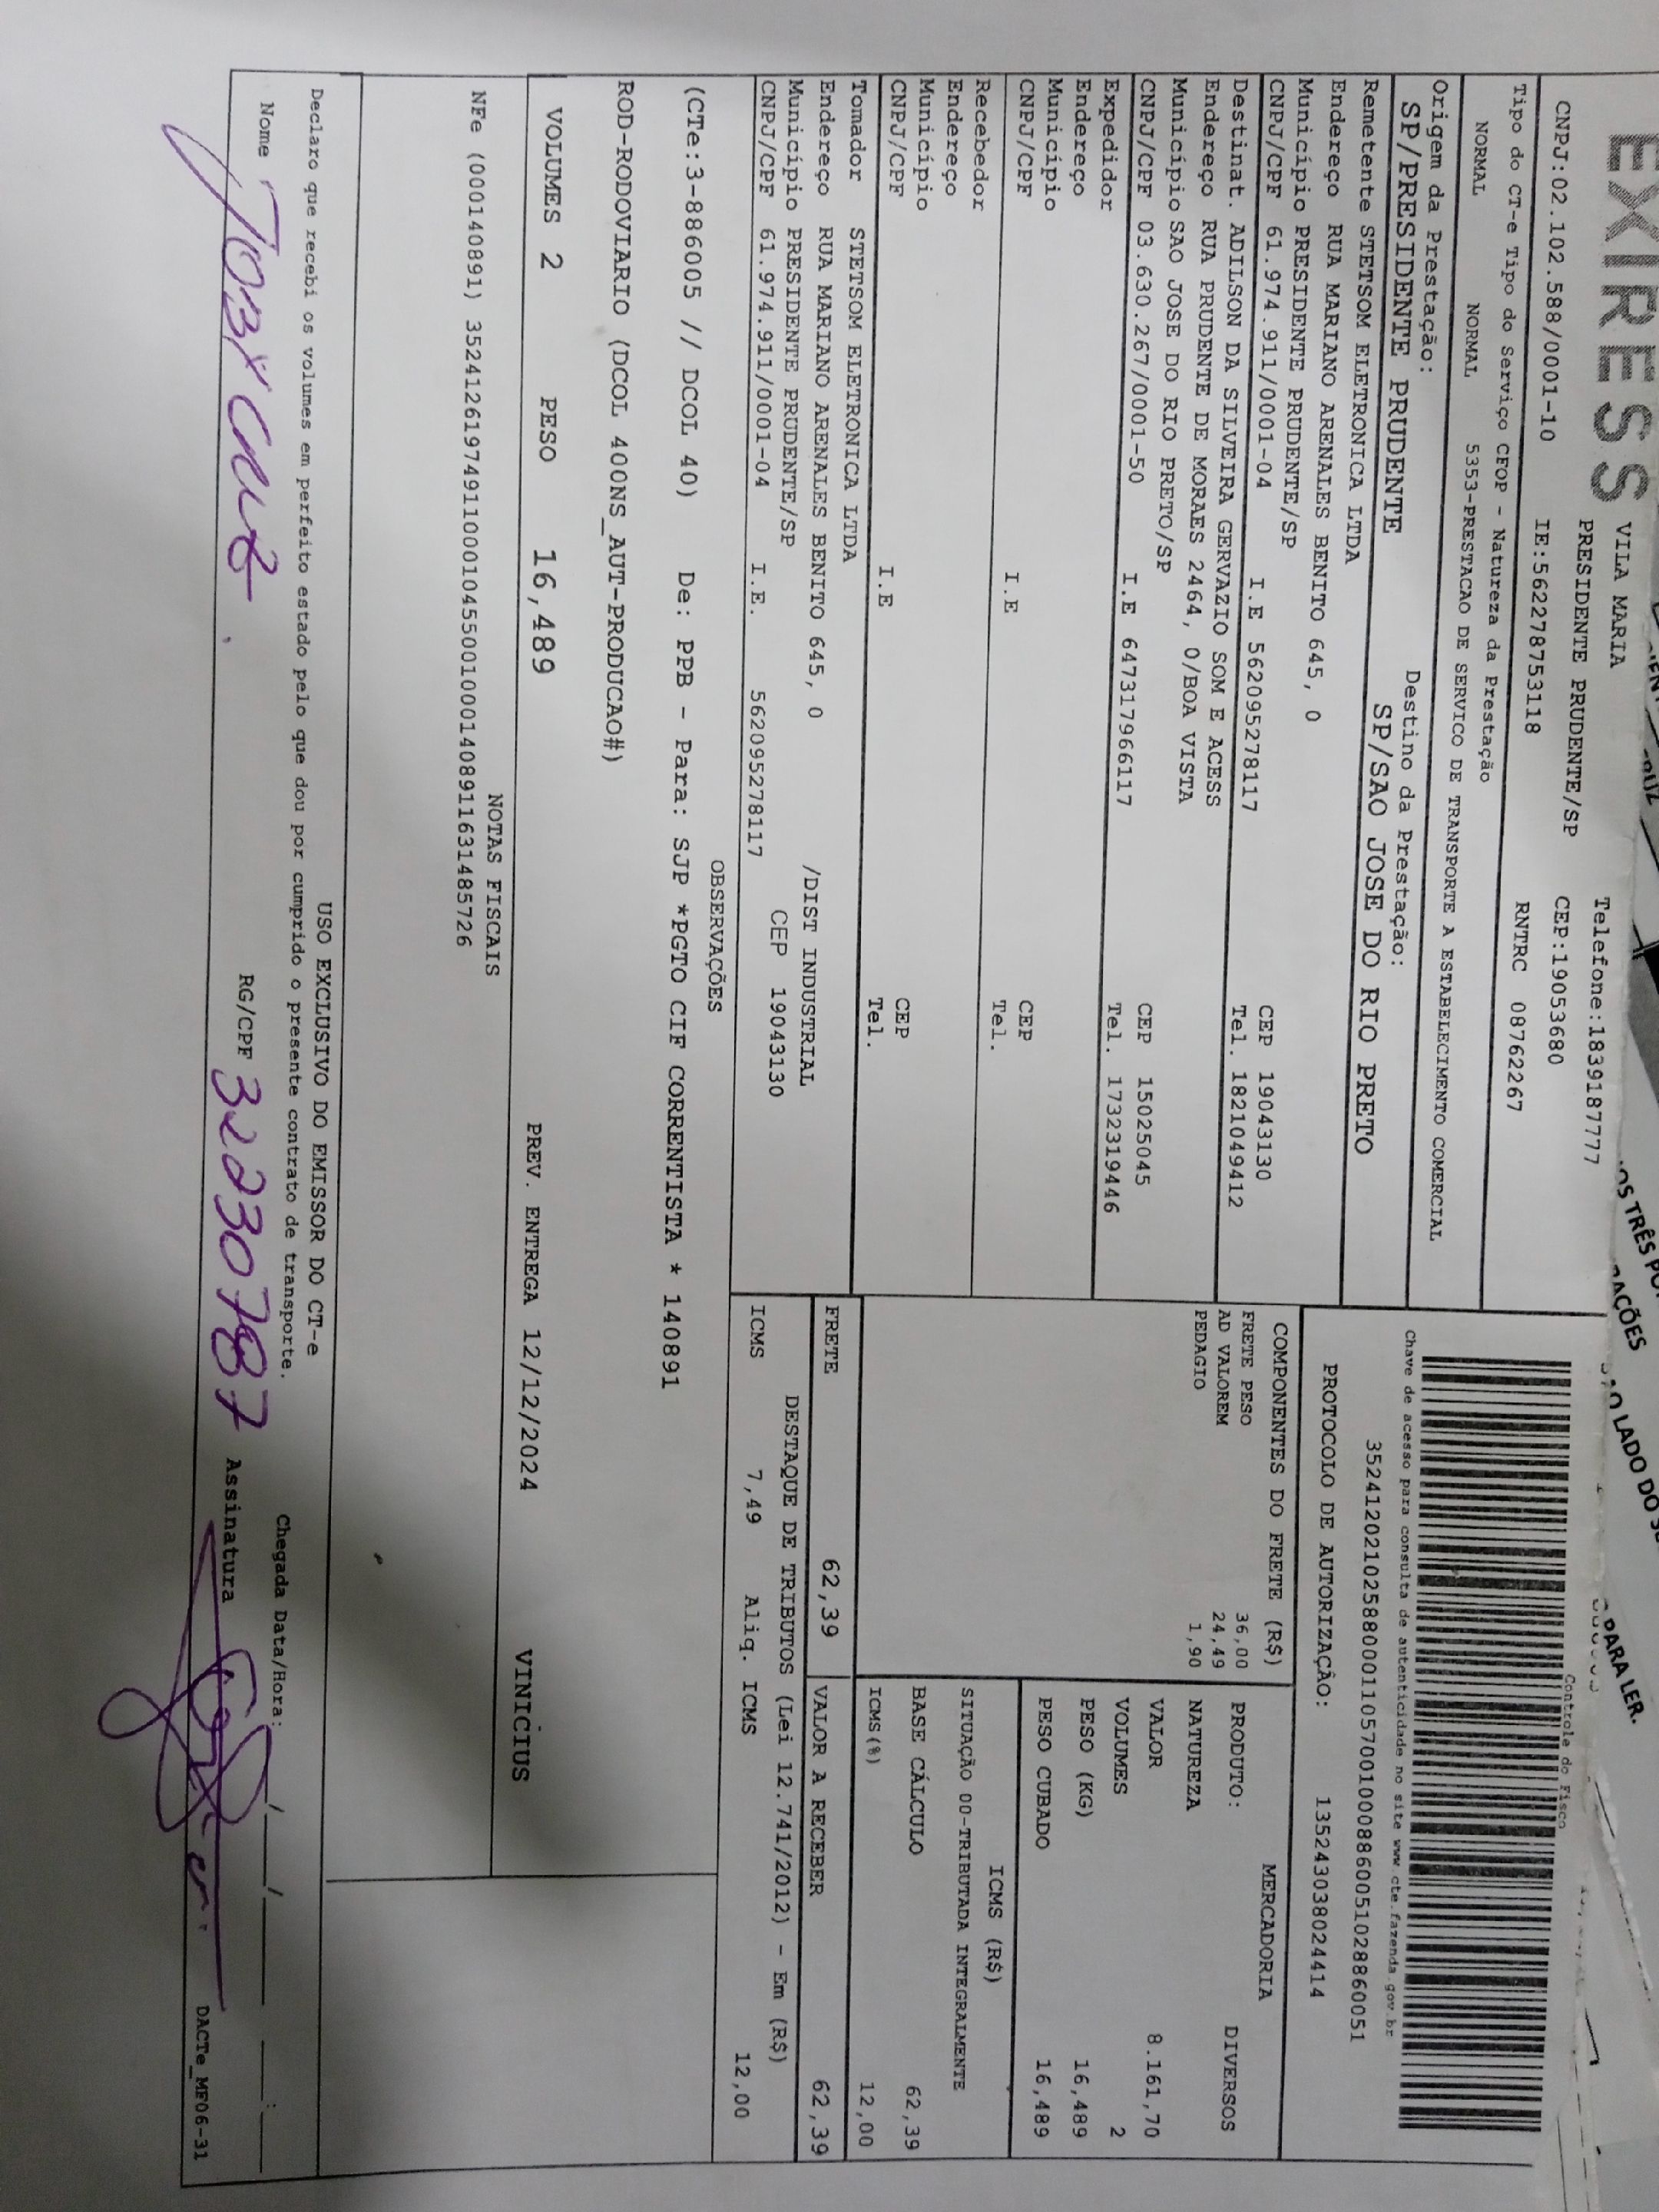 EXPRESS
VILA MARIA
Telefone:1839187777
PRESIDENTE PRUDENTE/SP CEP:19053680
CNPJ:02.102.588/0001-10 IE:562278753118 RNTRC 08762267
Tipo do CT-e Tipo do Serviço CFOP - Natureza da Prestação
NORMAL NORMAL 5353-PRESTACAO DE SERVICO DE TRANSPORTE A ESTABELECIMENTO COMERCIAL
Origem da Prestação: Destino da Prestação:
SP/PRESIDENTE PRUDENTE SP/SAO JOSE DO RIO PRETO
Remetente STETSOM ELETRONICA LTDA
Endereço RUA MARIANO ARENALES BENITO 645, 0
Município PRESIDENTE PRUDENTE/SP CEP 19043130
CNPJ/CPF 61.974.911/0001-04 I.E 562095278117 Tel. 1821049412
Destinat. ADILSON DA SILVEIRA GERVAZIO SOM E ACESS
Endereço RUA PRUDENTE DE MORAES 2464, 0/BOA VISTA
Município SAO JOSE DO RIO PRETO/SP CEP 15025045
CNPJ/CPF 03.630.267/0001-50 I.E 647317966117 Tel. 1732319446
Expedidor
Endereço
Município CEP
CNPJ/CPF I.E Tel.
Recebedor
Endereço
Município CEP
CNPJ/CPF I.E Tel.
Tomador STETSOM ELETRONICA LTDA
Endereço RUA MARIANO ARENALES BENITO 645, 0 /DIST INDUSTRIAL
Município PRESIDENTE PRUDENTE/SP CEP 19043130
CNPJ/CPF 61.974.911/0001-04 I.E. 562095278117
Controle do Fisco
Chave de acesso para consulta de autenticidade no site www.cte.fazenda.gov.br
35241202102588000110570010008860051028860051
PROTOCOLO DE AUTORIZAÇÃO: 135243038024414
COMPONENTES DO FRETE (R$)
FRETE PESO 36,00
AD VALOREM 24,49
PEDAGIO 1,90
MERCADORIA
PRODUTO: DIVERSOS
NATUREZA
VALOR 8.161,70
VOLUMES 2
PESO (KG) 16,489
PESO CUBADO 16,489
ICMS (R$)
SITUAÇÃO 00-TRIBUTADA INTEGRALMENTE
BASE CÁLCULO 62,39
ICMS(%) 12,00
FRETE 62,39 VALOR A RECEBER 62,39
DESTAQUE DE TRIBUTOS (Lei 12.741/2012) - Em (R$)
ICMS 7,49 Aliq. ICMS 12,00
OBSERVAÇÕES
(CTe:3-886005 // DCOL 40) De: PPB - Para: SJP *PGTO CIF CORRENTISTA * 140891
ROD-RODOVIARIO (DCOL 400NS_AUT-PRODUCAO#)
VOLUMES 2 PESO 16,489 PREV. ENTREGA 12/12/2024 VINICIUS
NOTAS FISCAIS
NFe (000140891) 35241261974911000104550010001408911631485726
USO EXCLUSIVO DO EMISSOR DO CT-e
Declaro que recebi os volumes em perfeito estado pelo que dou por cumprido o presente contrato de transporte.
Chegada Data/Hora: __/__/____ __:__
Nome RG/CPF 322307187 Assinatura
DACTe_MF06-31
OS TRÊS
RAÇÕES
O LADO DO
PARA LER.